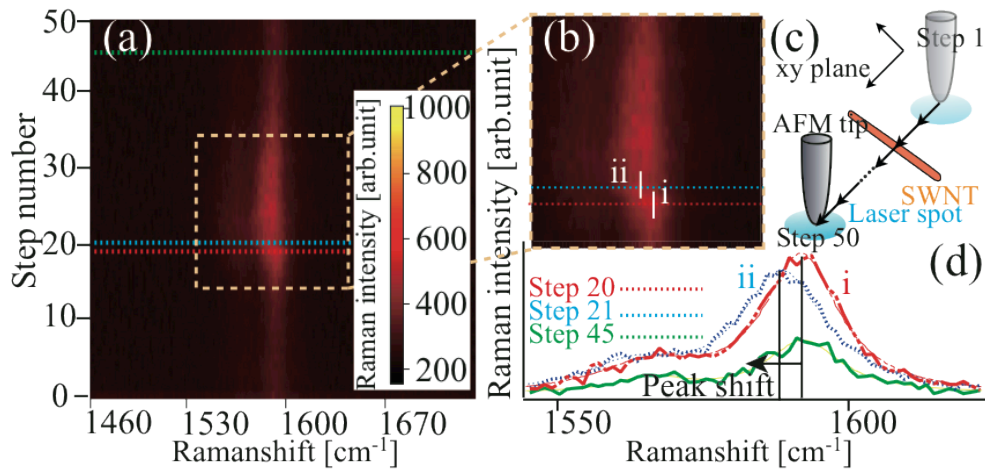 (a)
50
40
30
20
10
0
Step number
1460
1530
1600
1670
Ramanshift [cm-1]
1000
800
600
400
200
Raman intensity [arb.unit]
(b)
ii
i
(c)
Step 1
xy plane
AFM tip
SWNT
Laser spot
Step 50
(d)
Raman intensity [arb.unit]
Step 20
Step 21
Step 45
ii
i
Peak shift
1550
1600
Ramanshift [cm-1]